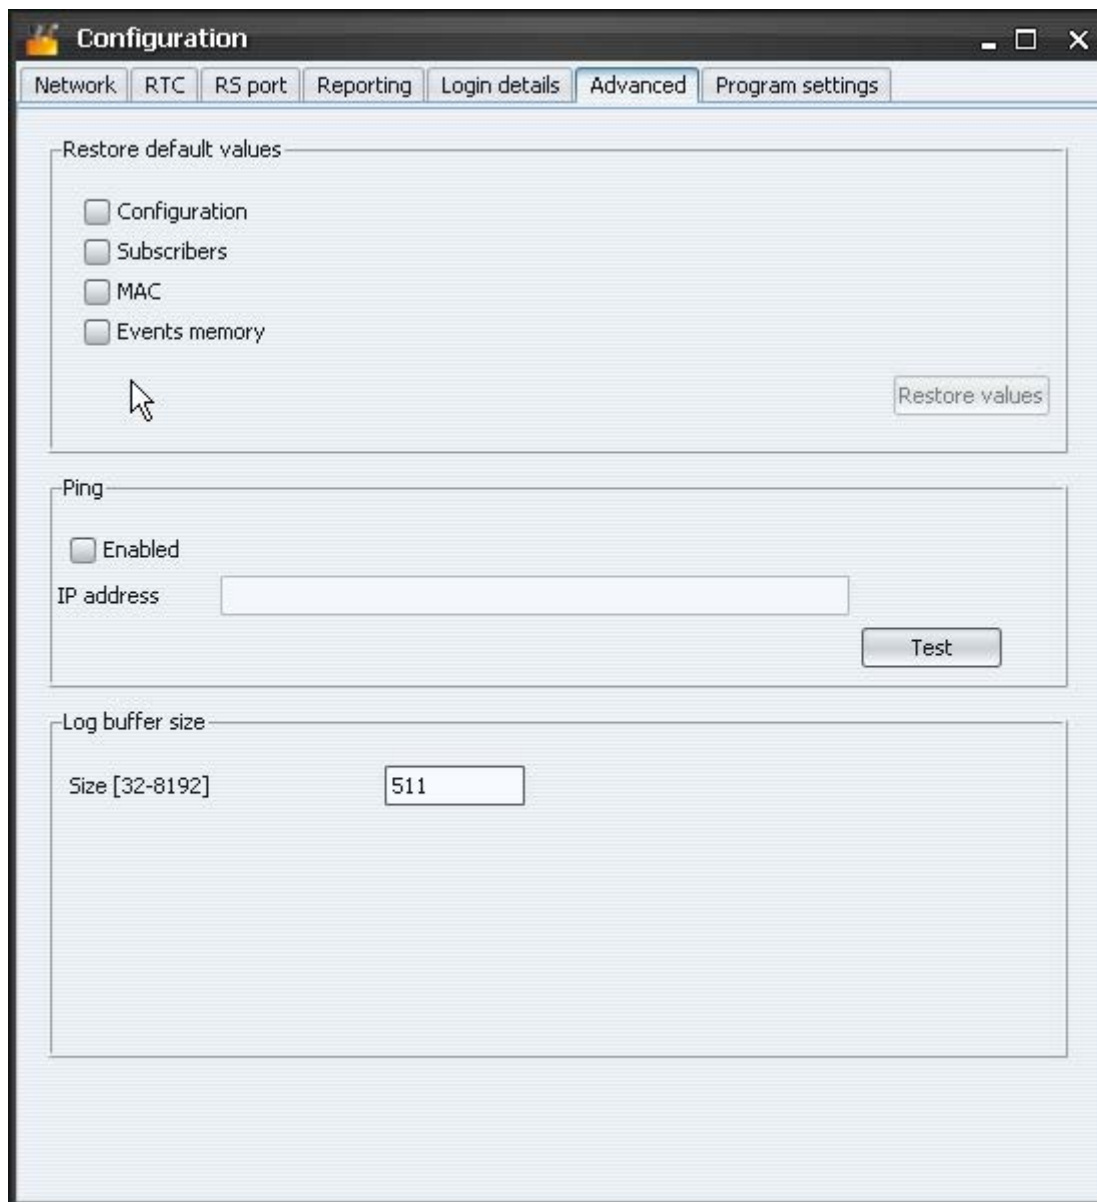 Configuration
Network RTC RS port Reporting Login details Advanced Program settings
Restore default values
Configuration
Subscribers
MAC
Events memory
Restore values
Ping
Enabled
IP address
Test
Log buffer size
Size [32-8192] 511